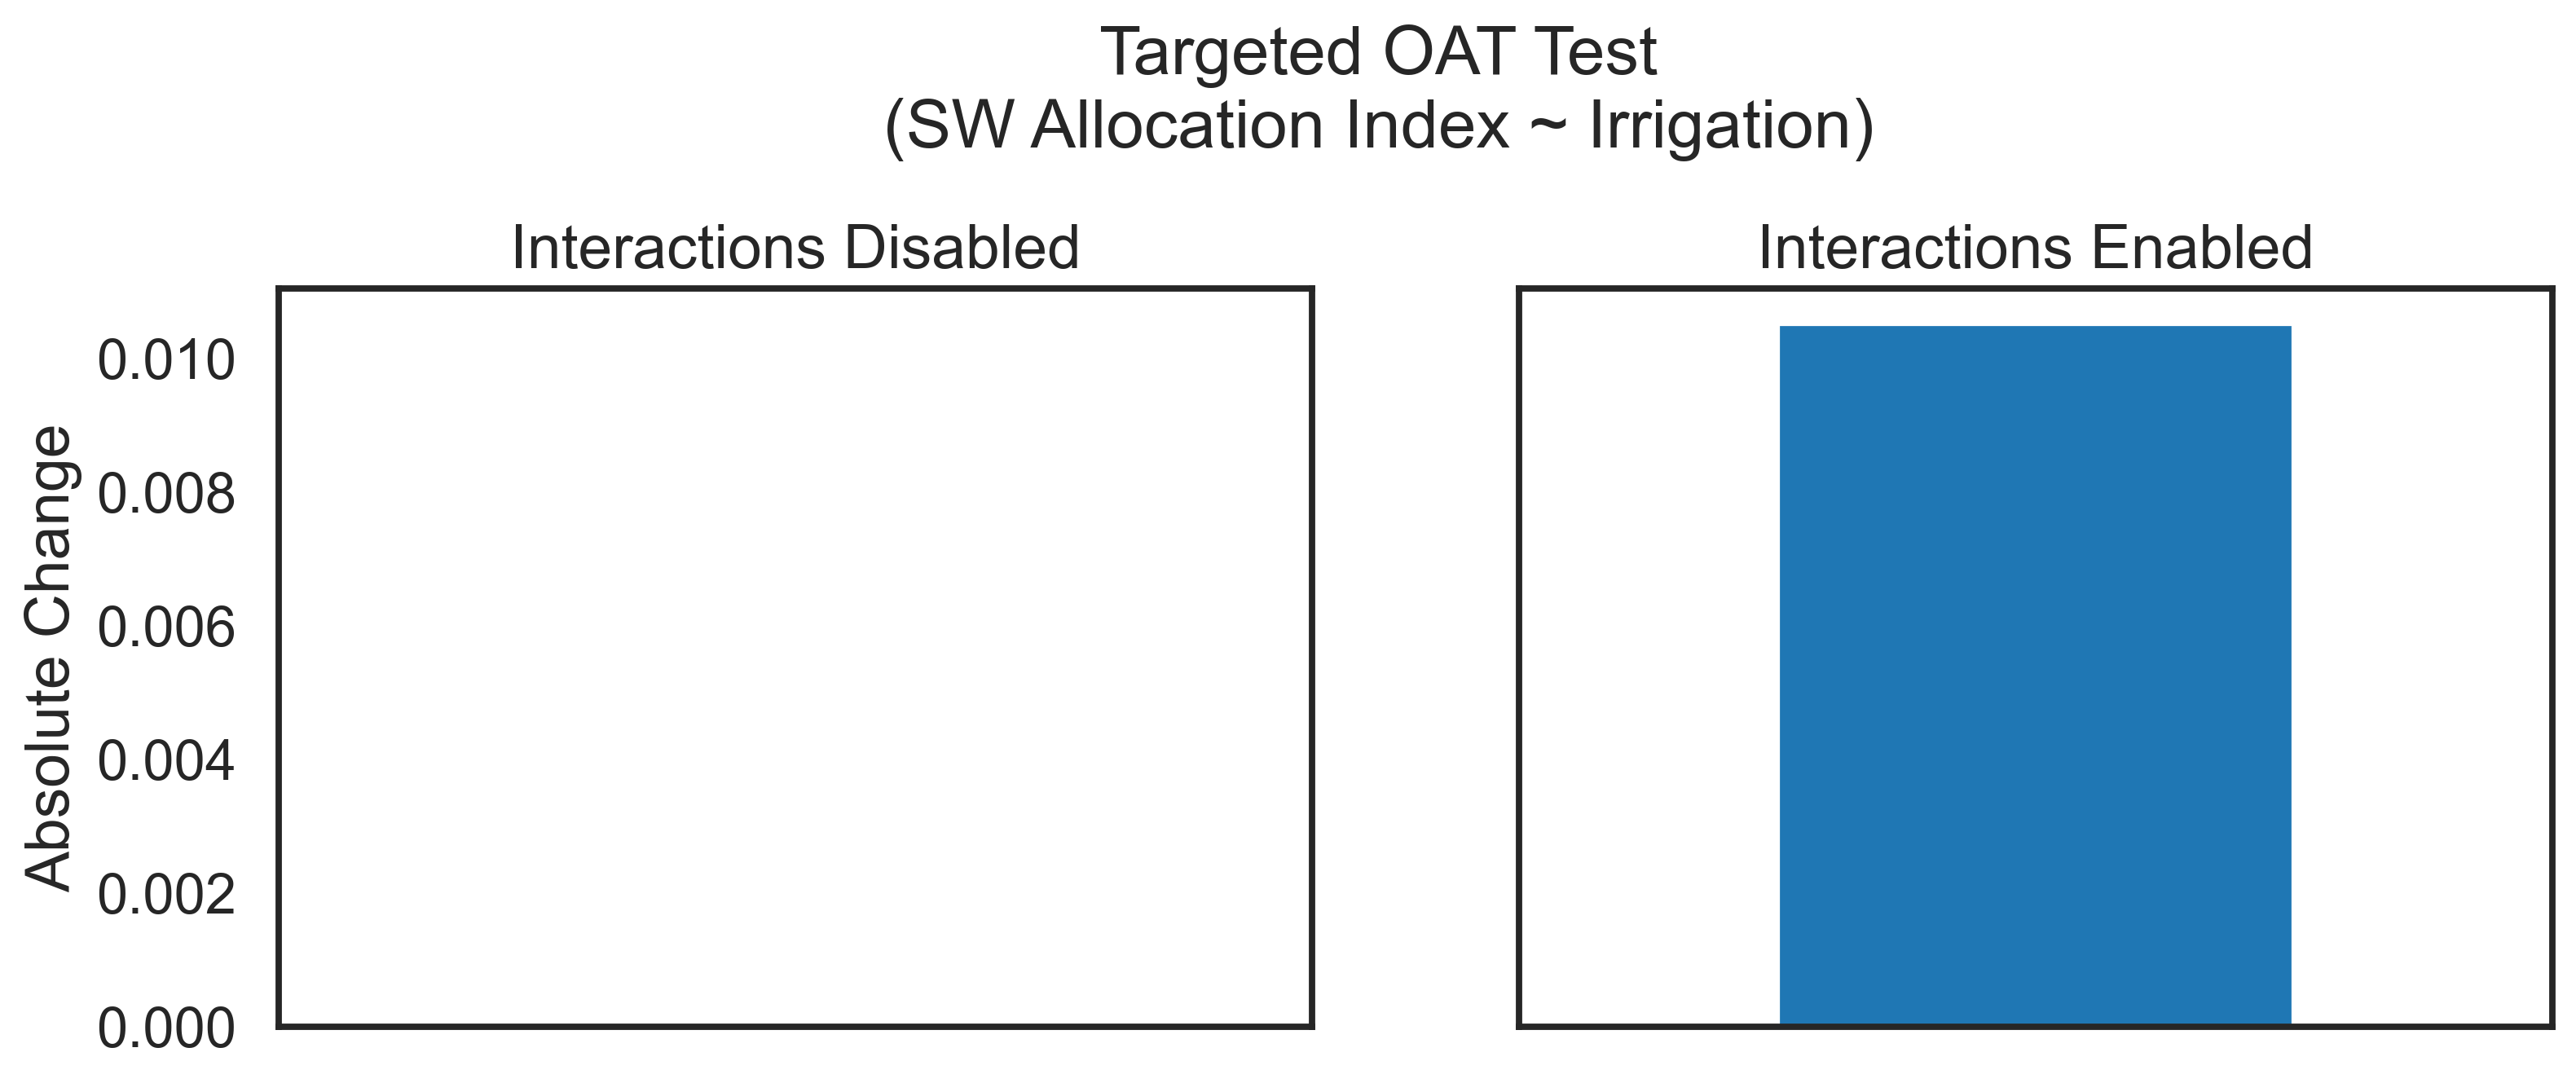 Targeted OAT Test
(SW Allocation Index ~ Irrigation)
Interactions Disabled
Interactions Enabled
Absolute Change
0.010
0.008
0.006
0.004
0.002
0.000